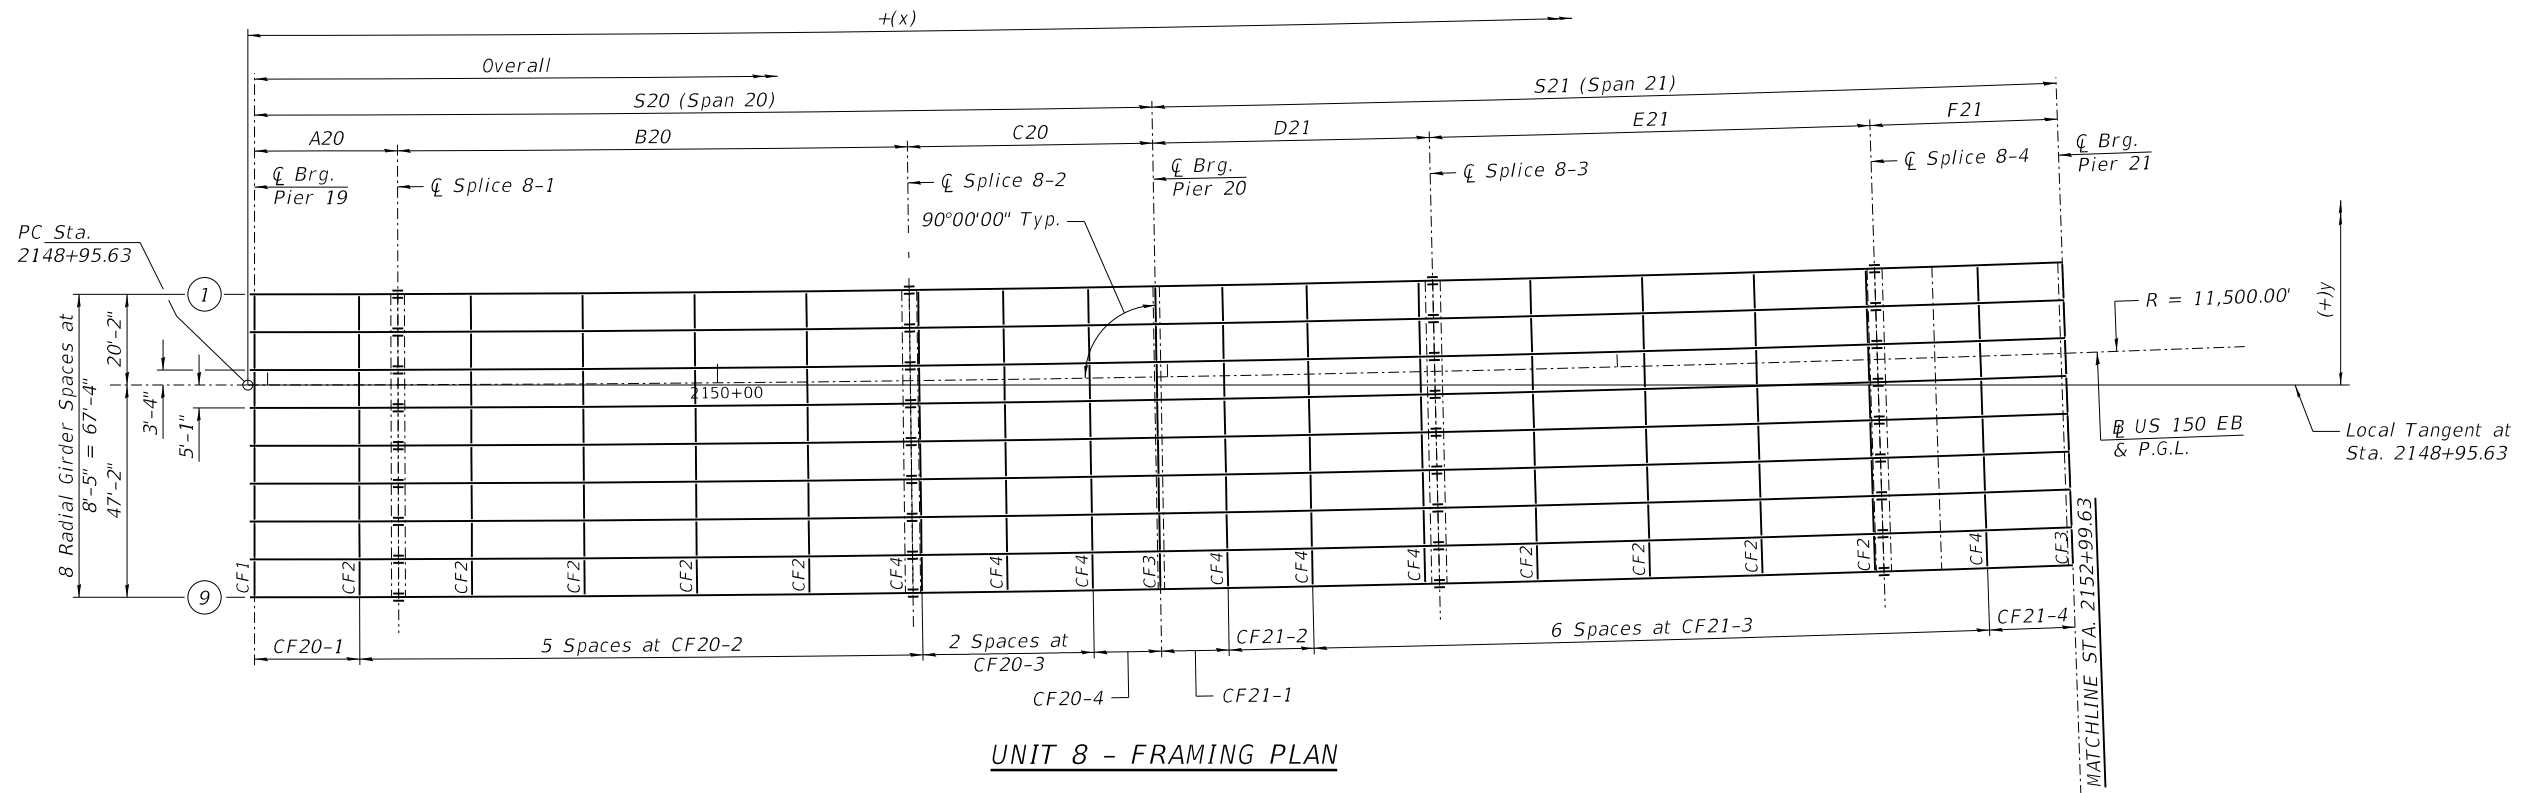 +(x)
Overall
S20 (Span 20)
S21 (Span 21)
A20
B20
C20
D21
E21
F21
℄ Brg.
Pier 19
℄ Splice 8-1
℄ Splice 8-2
℄ Brg.
Pier 20
℄ Splice 8-3
℄ Splice 8-4
℄ Brg.
Pier 21
90°00'00" Typ.
PC Sta.
2148+95.63
1
9
8 Radial Girder Spaces at
8'-5" = 67'-4"
20'-2"
47'-2"
3'-4"
5'-1"
2150+00
R = 11,500.00'
(+)y
B US 150 EB
& P.G.L.
Local Tangent at
Sta. 2148+95.63
CF1
CF2
CF2
CF2
CF2
CF2
CF4
CF4
CF4
CF3
CF4
CF4
CF4
CF2
CF2
CF2
CF2
CF4
CF3
MATCHLINE STA. 2152+99.63
CF20-1
5 Spaces at CF20-2
2 Spaces at
CF20-3
CF20-4
CF21-1
CF21-2
6 Spaces at CF21-3
CF21-4
UNIT 8 - FRAMING PLAN